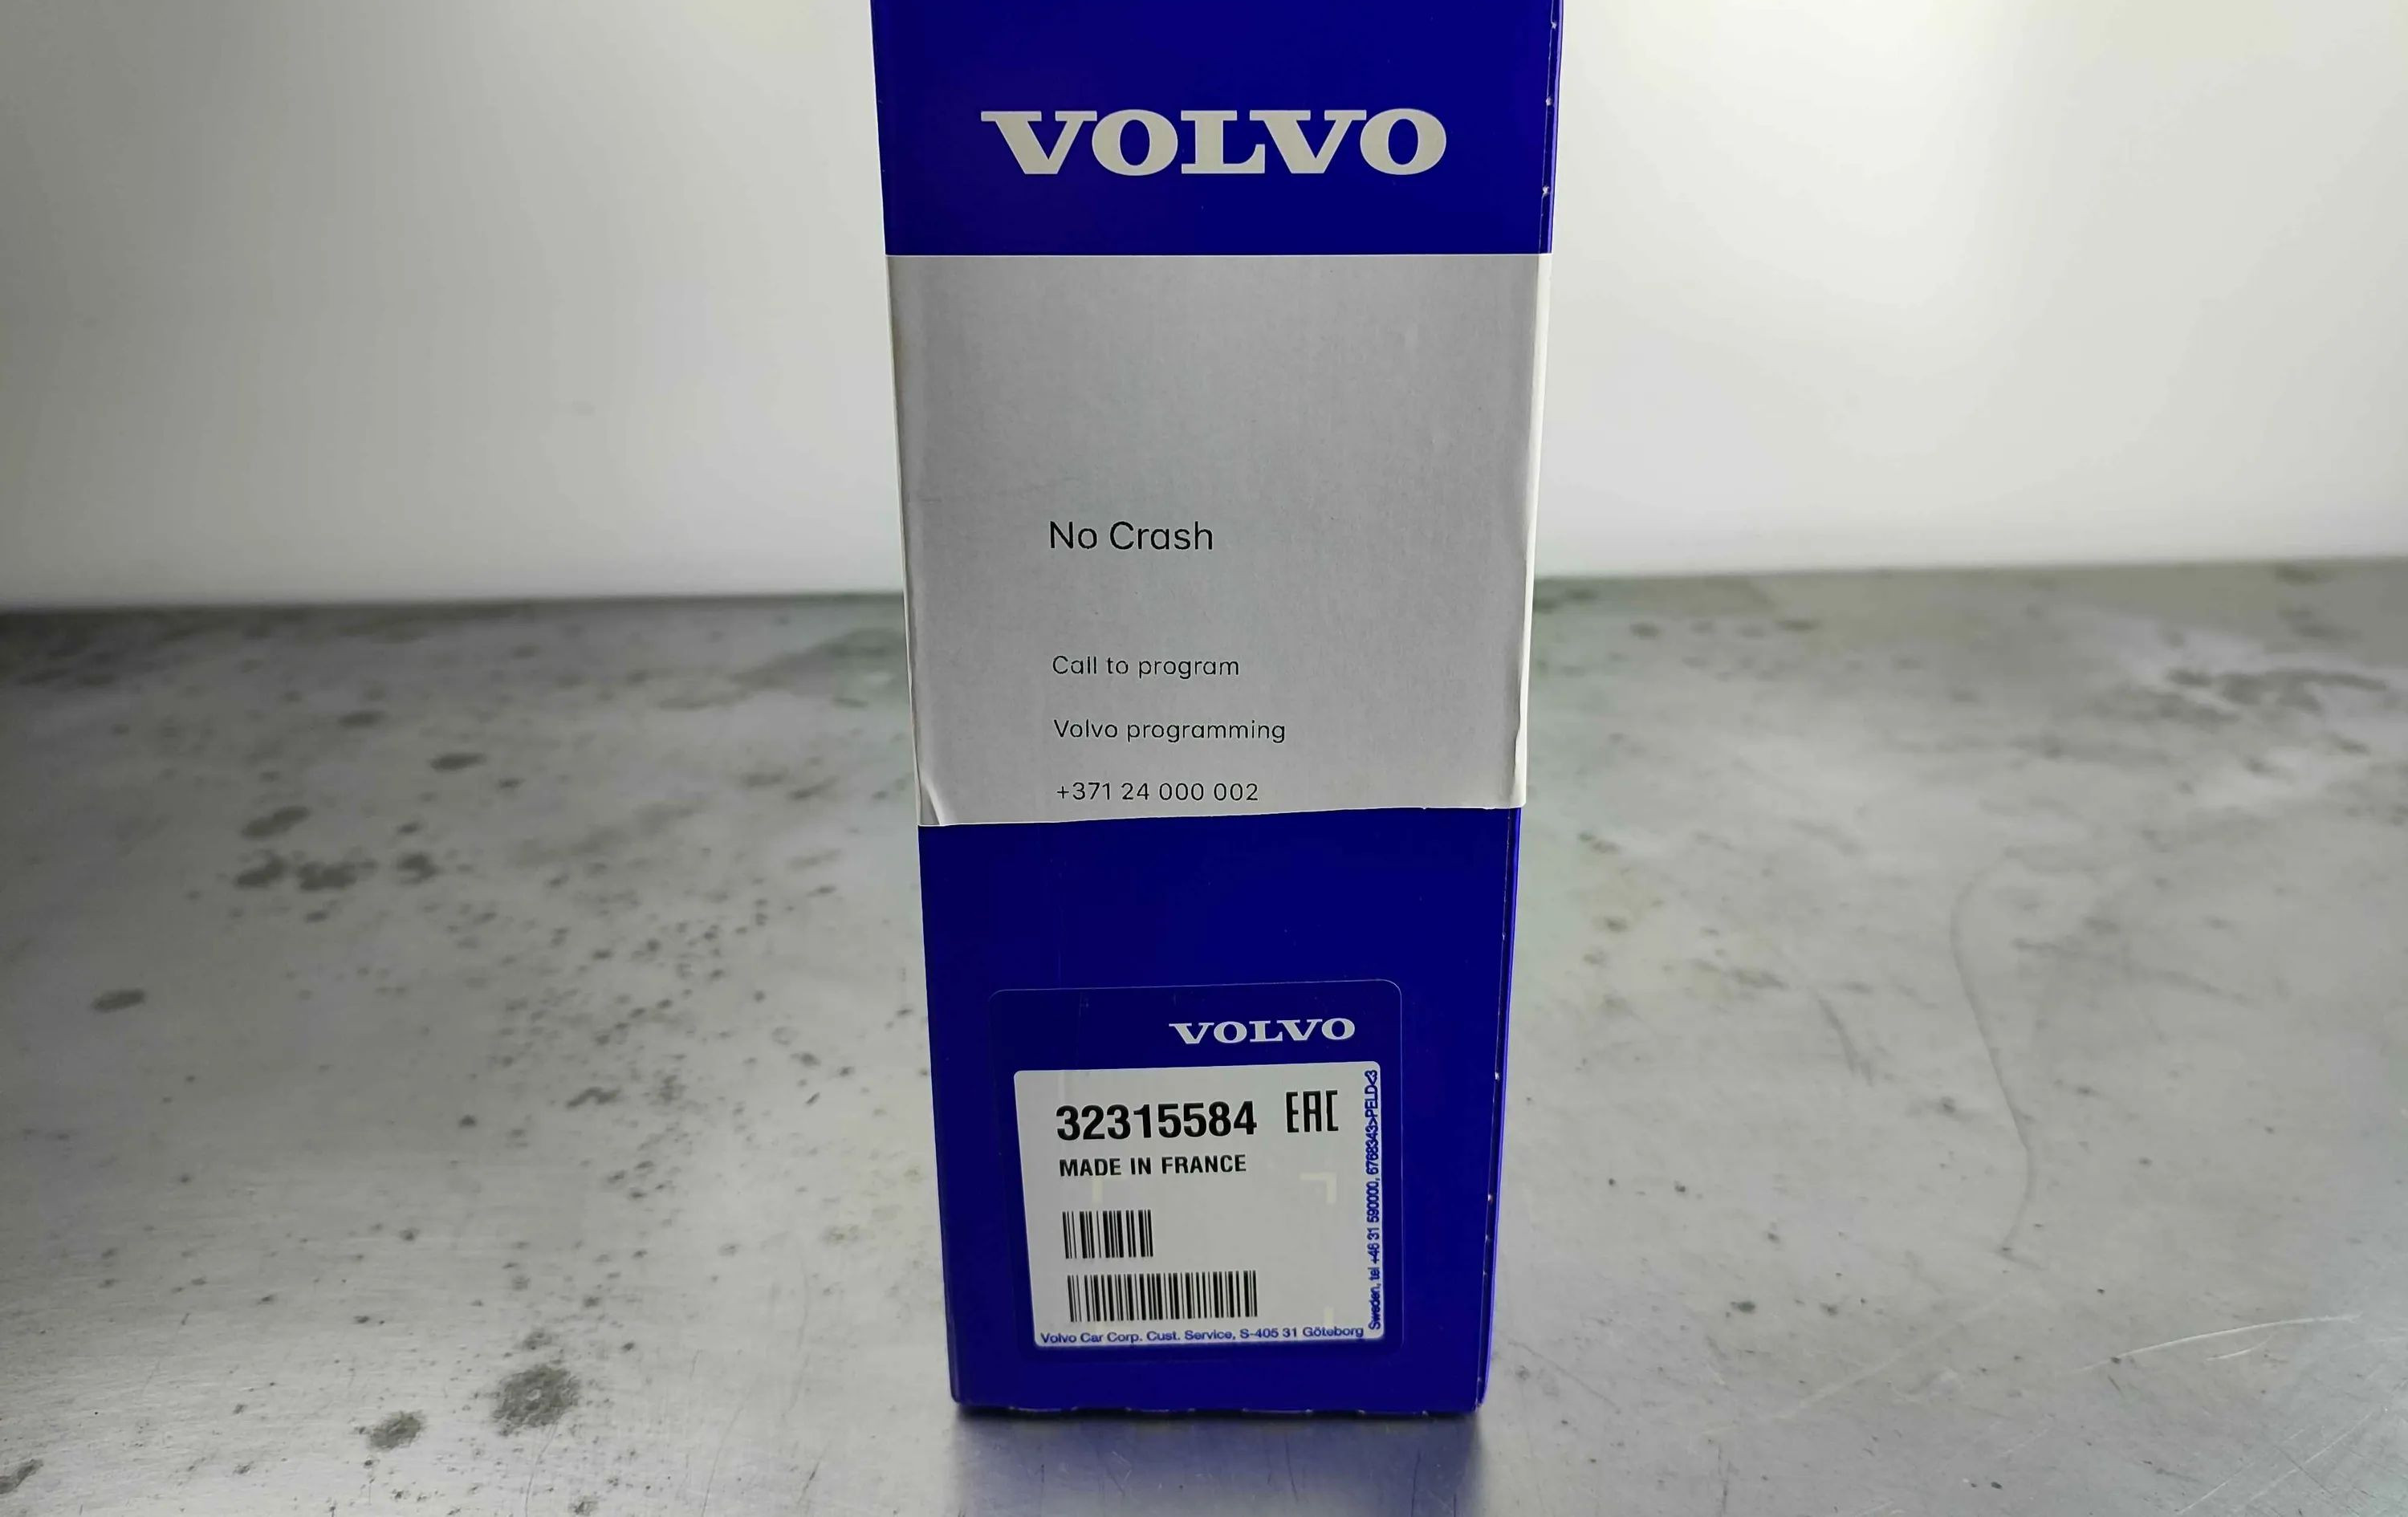 VOLVO
No Crash
Call to program
Volvo programming
+371 24 000 002
VOLVO
32315584 EAC
MADE IN FRANCE
Volvo Car Corp. Cust. Service, S-405 31 Göteborg
Sweden, tel +46 31 590000, 6768343>PELD<3